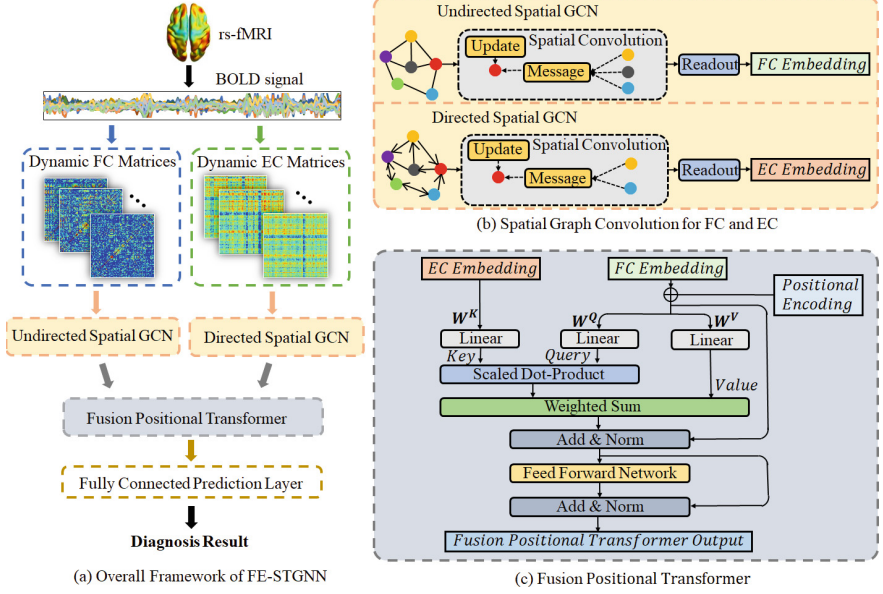 rs-fMRI
BOLD signal
Dynamic FC Matrices
Dynamic EC Matrices
Undirected Spatial GCN
Directed Spatial GCN
Fusion Positional Transformer
Fully Connected Prediction Layer
Diagnosis Result
(a) Overall Framework of FE-STGNN
Undirected Spatial GCN
Spatial Convolution
Update
Message
Readout
FC Embedding
Directed Spatial GCN
Spatial Convolution
Update
Message
Readout
EC Embedding
(b) Spatial Graph Convolution for FC and EC
EC Embedding
FC Embedding
Positional
Encoding
W^K
W^Q
W^V
Linear
Linear
Linear
Key
Query
Value
Scaled Dot-Product
Weighted Sum
Add & Norm
Feed Forward Network
Add & Norm
Fusion Positional Transformer Output
(c) Fusion Positional Transformer